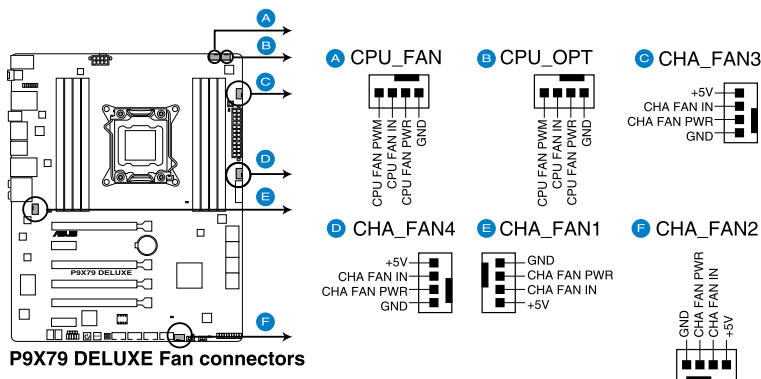 A
B
C
D
E
F
ASUS
P9X79 DELUXE
P9X79 DELUXE Fan connectors
A CPU_FAN
CPU FAN PWM
CPU FAN IN
CPU FAN PWR
GND
B CPU_OPT
CPU FAN PWM
CPU FAN IN
CPU FAN PWR
GND
C CHA_FAN3
+5V
CHA FAN IN
CHA FAN PWR
GND
D CHA_FAN4
+5V
CHA FAN IN
CHA FAN PWR
GND
E CHA_FAN1
GND
CHA FAN PWR
CHA FAN IN
+5V
F CHA_FAN2
GND
CHA FAN PWR
CHA FAN IN
+5V